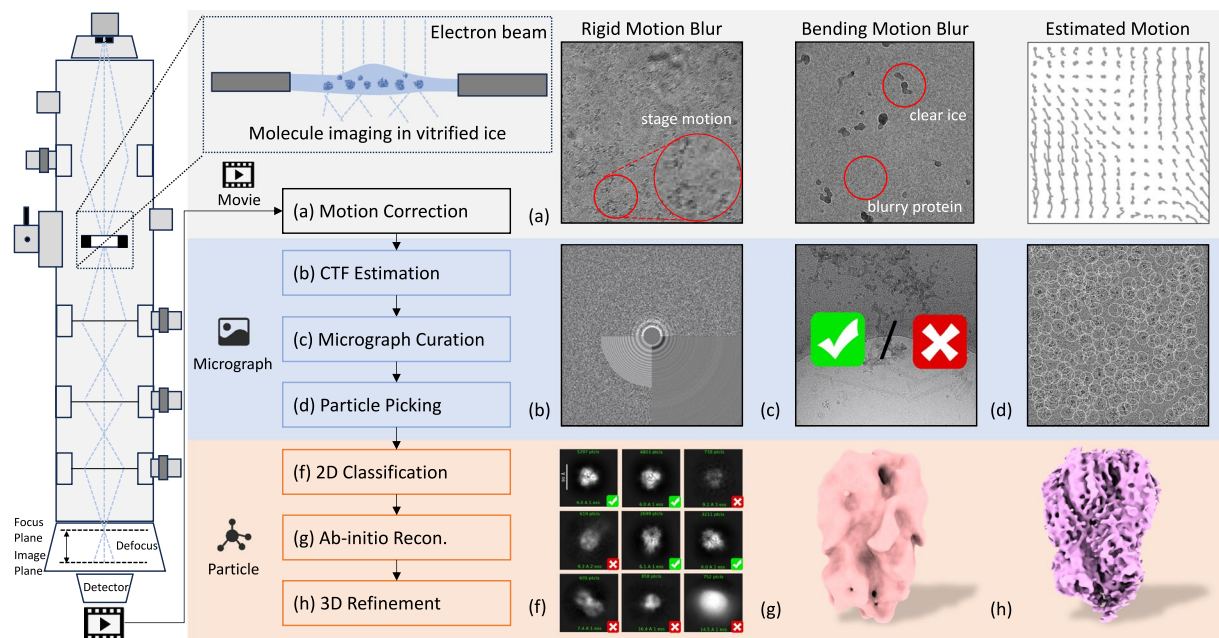 Electron beam
Molecule imaging in vitrified ice
Rigid Motion Blur
Bending Motion Blur
Estimated Motion
stage motion
clear ice
blurry protein
Movie
(a) Motion Correction
(a)
(b) CTF Estimation
(c) Micrograph Curation
Micrograph
(d) Particle Picking
(b)
(c)
(d)
(f) 2D Classification
(g) Ab-initio Recon.
Particle
(h) 3D Refinement
(f)
(g)
(h)
Focus
Plane
Defocus
Image
Plane
Detector